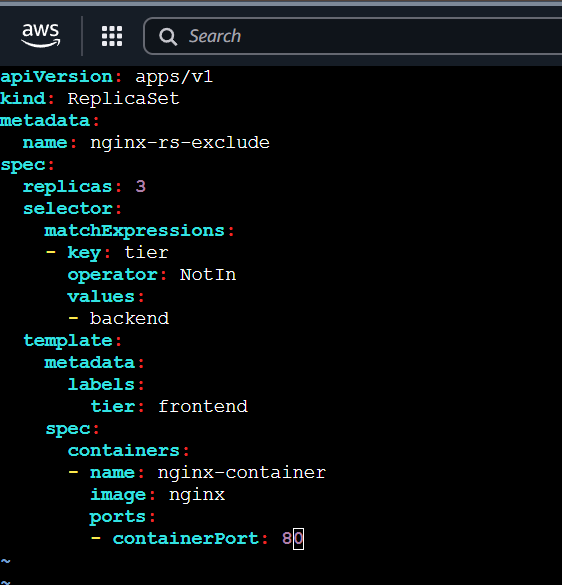 aws
Search
apiVersion: apps/v1
kind: ReplicaSet
metadata:
  name: nginx-rs-exclude
spec:
  replicas: 3
  selector:
    matchExpressions:
    - key: tier
      operator: NotIn
      values:
      - backend
  template:
    metadata:
      labels:
        tier: frontend
    spec:
      containers:
      - name: nginx-container
        image: nginx
        ports:
        - containerPort: 80
~
~